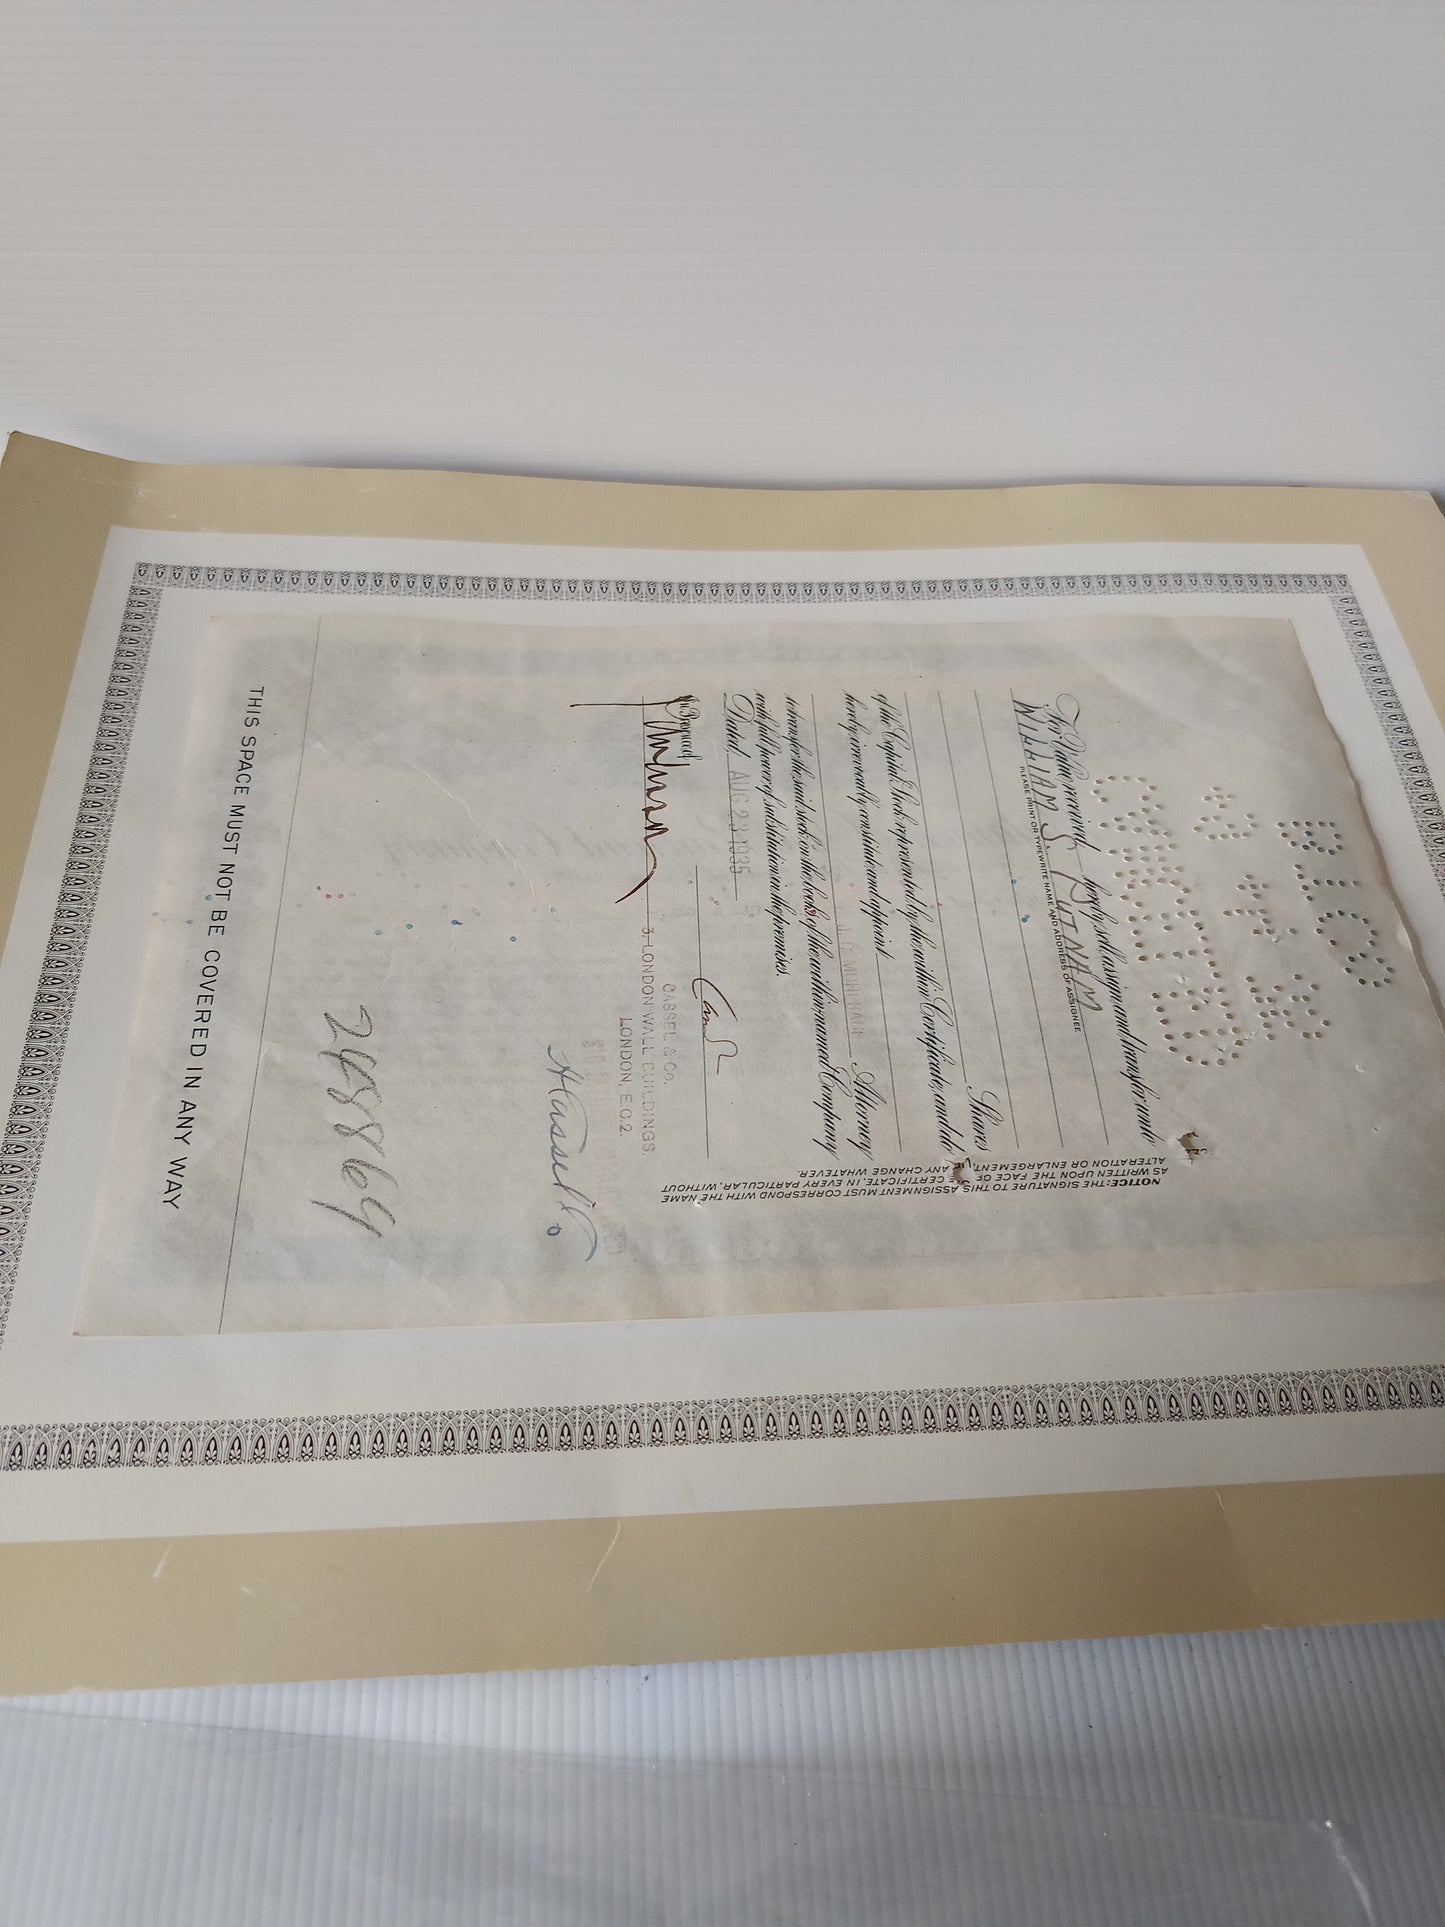 For Value received, hereby sell, assign and transfer unto
WILLIAM S. PUTNAM
PLEASE PRINT OR TYPEWRITE NAME AND ADDRESS OF ASSIGNEE
Shares
of the Capital Stock represented by the within Certificate, and do
hereby irrevocably constitute and appoint
Attorney
to transfer the said stock on the books of the within-named Company
with full power of substitution in the premises.
Dated, AUG 23 1935
In Presence of
CASSEL & CO.
3 LONDON WALL BUILDINGS,
LONDON, E.C.2.
NOTICE: THE SIGNATURE TO THIS ASSIGNMENT MUST CORRESPOND WITH THE NAME
AS WRITTEN UPON THE FACE OF THE CERTIFICATE, IN EVERY PARTICULAR, WITHOUT
ALTERATION OR ENLARGEMENT, OR ANY CHANGE WHATEVER.
248869
THIS SPACE MUST NOT BE COVERED IN ANY WAY